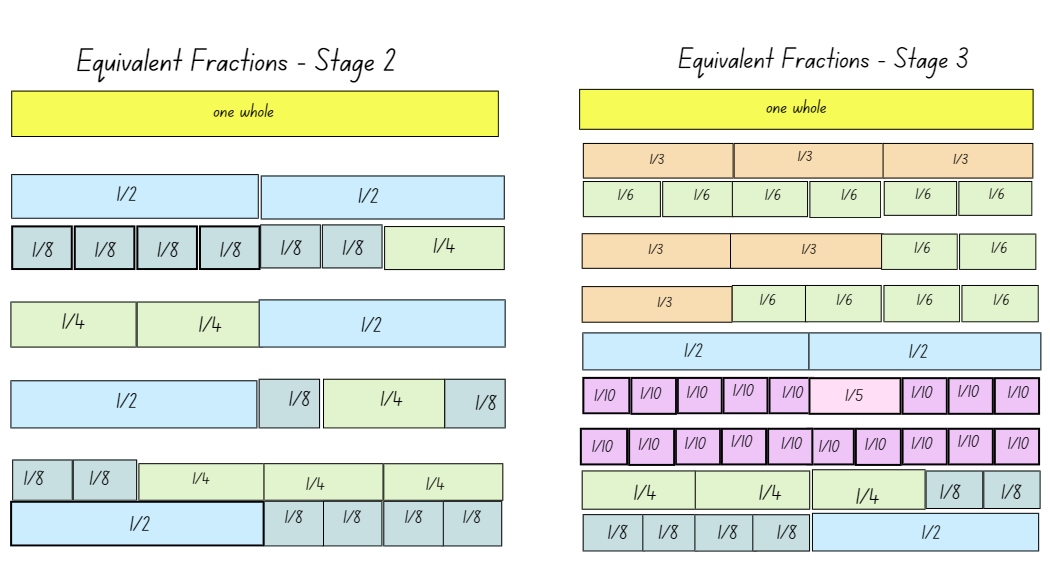 Equivalent Fractions - Stage 2
one whole
1/2 1/2
1/8 1/8 1/8 1/8 1/8 1/8 1/4
1/4 1/4 1/2
1/2 1/8 1/4 1/8
1/8 1/8 1/4 1/4 1/4
1/2 1/8 1/8 1/8 1/8
Equivalent Fractions - Stage 3
one whole
1/3 1/3 1/3
1/6 1/6 1/6 1/6 1/6 1/6
1/3 1/3 1/6 1/6
1/3 1/6 1/6 1/6 1/6
1/2 1/2
1/10 1/10 1/10 1/10 1/10 1/5 1/10 1/10 1/10
1/10 1/10 1/10 1/10 1/10 1/10 1/10 1/10 1/10 1/10
1/4 1/4 1/4 1/8 1/8
1/8 1/8 1/8 1/8 1/2